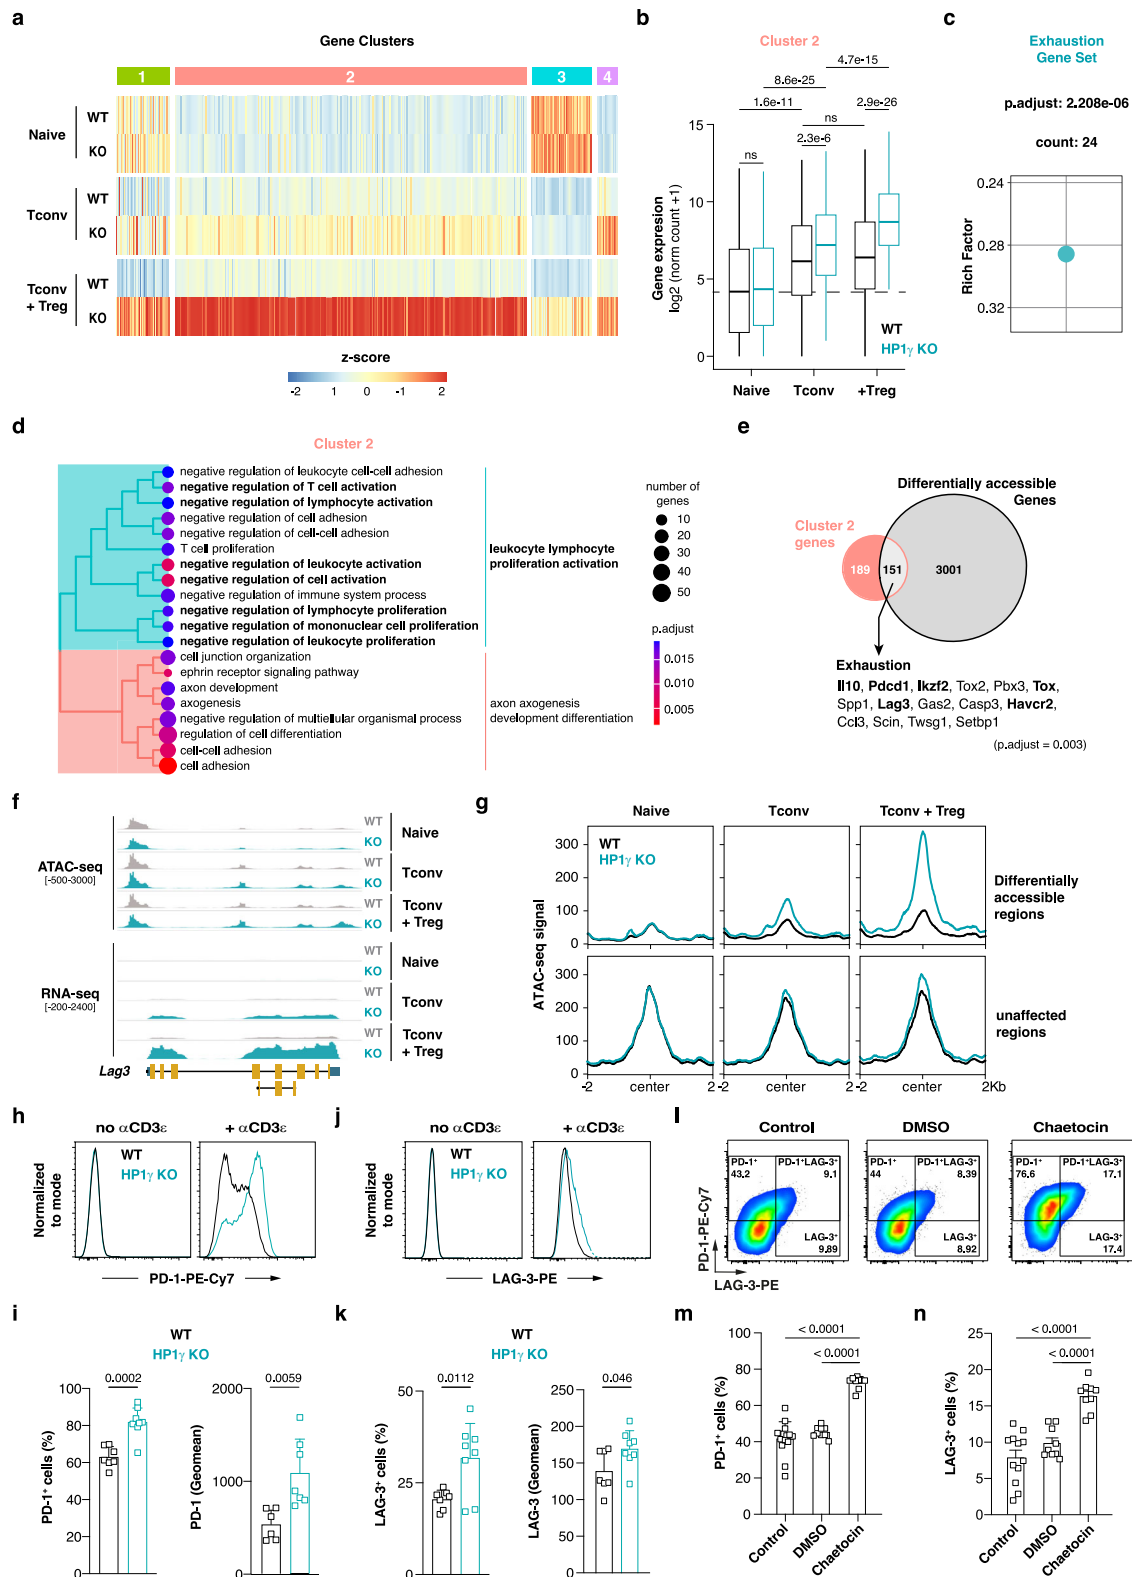 a
Gene Clusters
1 2 3 4
Naive WT
KO
Tconv WT
KO
Tconv + Treg WT
KO
z-score
-2 1 0 -1 2
b
Cluster 2
4.7e-15
8.6e-25
1.6e-11 2.9e-26
ns
2.3e-6
ns
Gene expresion
log2 (norm count +1)
15
10
5
0
WT
HP1γ KO
Naive Tconv +Treg
c
Exhaustion
Gene Set
p.adjust: 2.208e-06
count: 24
Rich Factor
0.24
0.28
0.32
d
Cluster 2
negative regulation of leukocyte cell-cell adhesion
negative regulation of T cell activation
negative regulation of lymphocyte activation
negative regulation of cell adhesion
negative regulation of cell-cell adhesion
T cell proliferation
negative regulation of leukocyte activation
negative regulation of cell activation
negative regulation of immune system process
negative regulation of lymphocyte proliferation
negative regulation of mononuclear cell proliferation
negative regulation of leukocyte proliferation
cell junction organization
ephrin receptor signaling pathway
axon development
axogenesis
negative regulation of multiellular organismal process
regulation of cell differentiation
cell-cell adhesion
cell adhesion
leukocyte lymphocyte
proliferation activation
axon axogenesis
development differentiation
number of
genes
10
20
30
40
50
p.adjust
0.015
0.010
0.005
e
Differentially accessible
Genes
Cluster 2
genes
189 151 3001
Exhaustion
Il10, Pdcd1, Ikzf2, Tox2, Pbx3, Tox,
Spp1, Lag3, Gas2, Casp3, Havcr2,
Ccl3, Scin, Twsg1, Setbp1
(p.adjust = 0.003)
f
ATAC-seq
[-500-3000]
WT
KO
Naive
WT
KO
Tconv
WT
KO
Tconv
+ Treg
RNA-seq
[-200-2400]
WT
KO
Naive
WT
KO
Tconv
WT
KO
Tconv
+ Treg
Lag3
g
Naive Tconv Tconv + Treg
ATAC-seq signal
300
200
100
0
WT
HP1γ KO
Differentially
accessible
regions
300
200
100
0
unaffected
regions
-2 center 2 -2 center 2 -2 center 2Kb
h
no αCD3ε + αCD3ε
Normalized
to mode
WT
HP1γ KO
PD-1-PE-Cy7
j
no αCD3ε + αCD3ε
Normalized
to mode
WT
HP1γ KO
LAG-3-PE
l
Control DMSO Chaetocin
PD-1⁺ PD-1⁺LAG-3⁺ PD-1⁺ PD-1⁺LAG-3⁺ PD-1⁺ PD-1⁺LAG-3⁺
43.2 9.1 44 8.39 76.6 17.1
LAG-3⁺ LAG-3⁺ LAG-3⁺
9.89 8.92 17.4
PD-1-PE-Cy7
LAG-3-PE
i
WT
HP1γ KO
0.0002
PD-1⁺ cells (%)
100
80
60
40
20
0
0.0059
PD-1 (Geomean)
2000
1000
0
k
WT
HP1γ KO
0.0112
LAG-3⁺ cells (%)
50
25
0
0.046
LAG-3 (Geomean)
250
200
150
100
50
0
m
< 0.0001
< 0.0001
PD-1⁺ cells (%)
100
80
60
40
20
0
Control DMSO Chaetocin
n
< 0.0001
< 0.0001
LAG-3⁺ cells (%)
25
20
15
10
5
0
Control DMSO Chaetocin